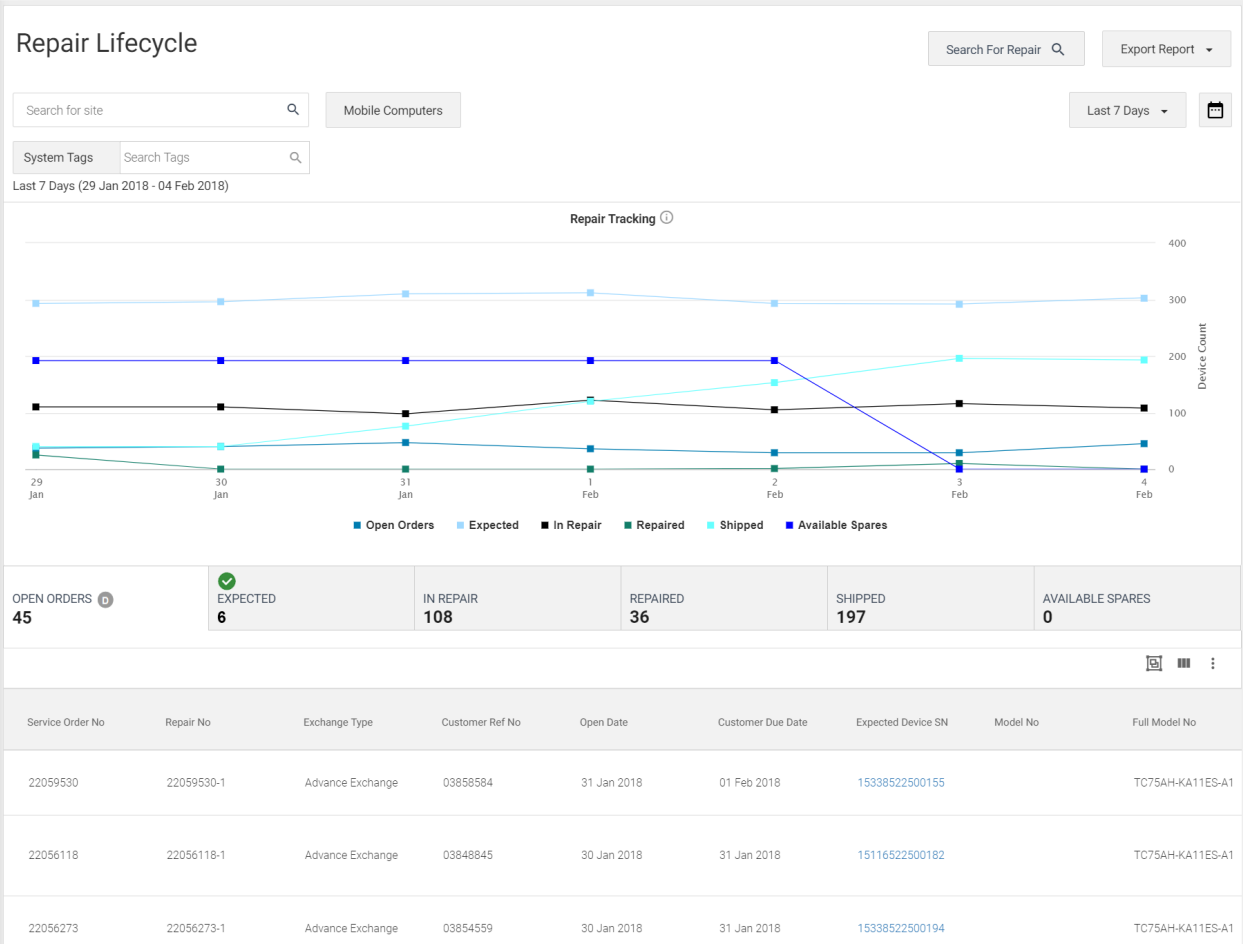 Repair Lifecycle
Search For Repair
Export Report
Search for site
Mobile Computers
Last 7 Days
System Tags Search Tags
Last 7 Days (29 Jan 2018 - 04 Feb 2018)
Repair Tracking
400
300
200
100
0
Device Count
29 Jan
30 Jan
31 Jan
1 Feb
2 Feb
3 Feb
4 Feb
Open Orders Expected In Repair Repaired Shipped Available Spares
OPEN ORDERS D
45
EXPECTED
6
IN REPAIR
108
REPAIRED
36
SHIPPED
197
AVAILABLE SPARES
0
Service Order No Repair No Exchange Type Customer Ref No Open Date Customer Due Date Expected Device SN Model No Full Model No
22059530 22059530-1 Advance Exchange 03858584 31 Jan 2018 01 Feb 2018 15338522500155 TC75AH-KA11ES-A1
22056118 22056118-1 Advance Exchange 03848845 30 Jan 2018 31 Jan 2018 15116522500182 TC75AH-KA11ES-A1
22056273 22056273-1 Advance Exchange 03854559 30 Jan 2018 31 Jan 2018 15338522500194 TC75AH-KA11ES-A1